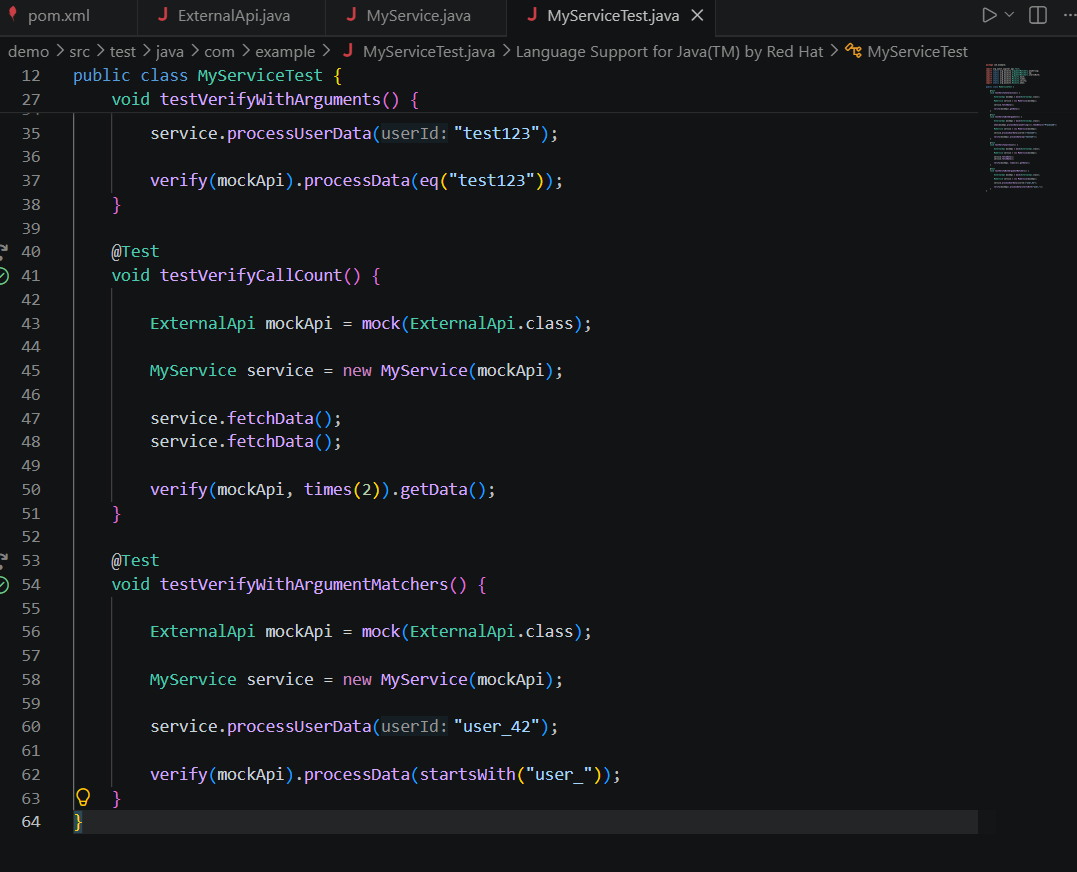 pom.xml ExternalApi.java MyService.java MyServiceTest.java
demo > src > test > java > com > example > MyServiceTest.java > Language Support for Java(TM) by Red Hat > MyServiceTest
12 public class MyServiceTest {
27 void testVerifyWithArguments() {
35 service.processUserData(userId: "test123");
36
37 verify(mockApi).processData(eq("test123"));
38 }
39
40 @Test
41 void testVerifyCallCount() {
42
43 ExternalApi mockApi = mock(ExternalApi.class);
44
45 MyService service = new MyService(mockApi);
46
47 service.fetchData();
48 service.fetchData();
49
50 verify(mockApi, times(2)).getData();
51 }
52
53 @Test
54 void testVerifyWithArgumentMatchers() {
55
56 ExternalApi mockApi = mock(ExternalApi.class);
57
58 MyService service = new MyService(mockApi);
59
60 service.processUserData(userId: "user_42");
61
62 verify(mockApi).processData(startsWith("user_"));
63 }
64 }